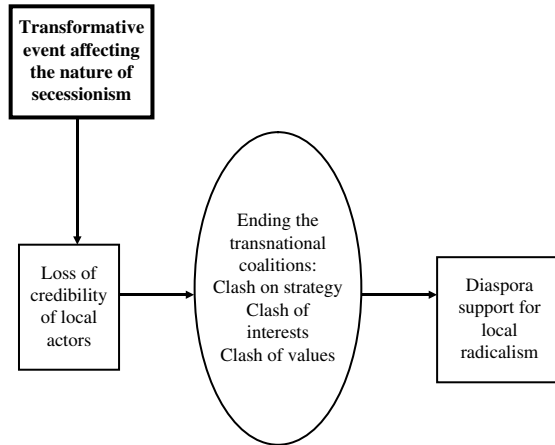 Transformative
event affecting
the nature of
secessionism
Loss of
credibility
of local
actors
Ending the
transnational
coalitions:
Clash on strategy
Clash of
interests
Clash of values
Diaspora
support for
local
radicalism